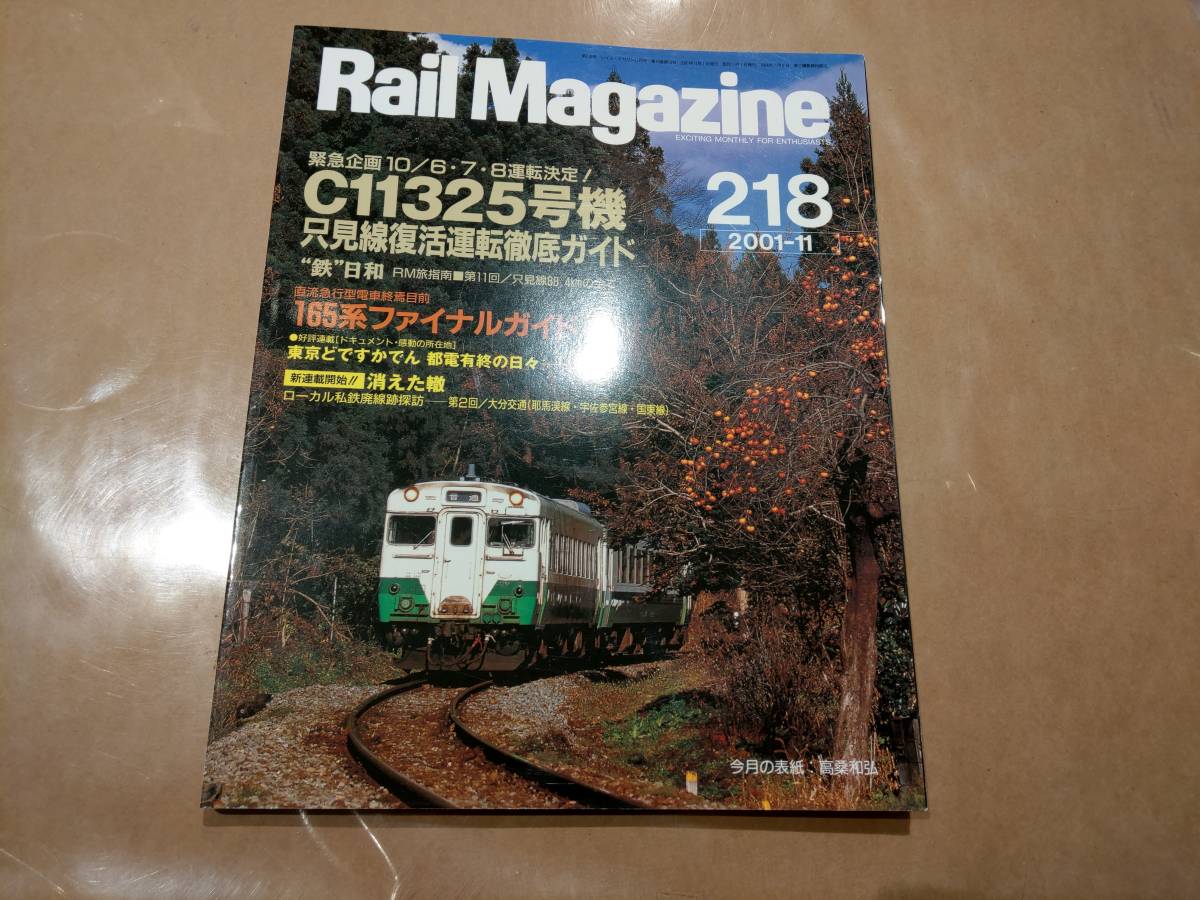 Rail Magazine
EXCITING MONTHLY FOR ENTHUSIASTS
緊急企画10/6・7・8運転決定!
C11325号機
只見線復活運転徹底ガイド
218
2001-11
"鉄"日和 RM旅指南■第11回/只見線88.4kmの
直流急行型電車終焉目前
165系ファイナルガイド
●好評連載[ドキュメント・感動の所在地]
東京どですかでん 都電有終の日々
新連載開始!! 消えた轍
ローカル私鉄廃線跡探訪──第2回/大分交通(耶馬渓線・宇佐参宮線・国東線)
普通
今月の表紙:高桑和弘